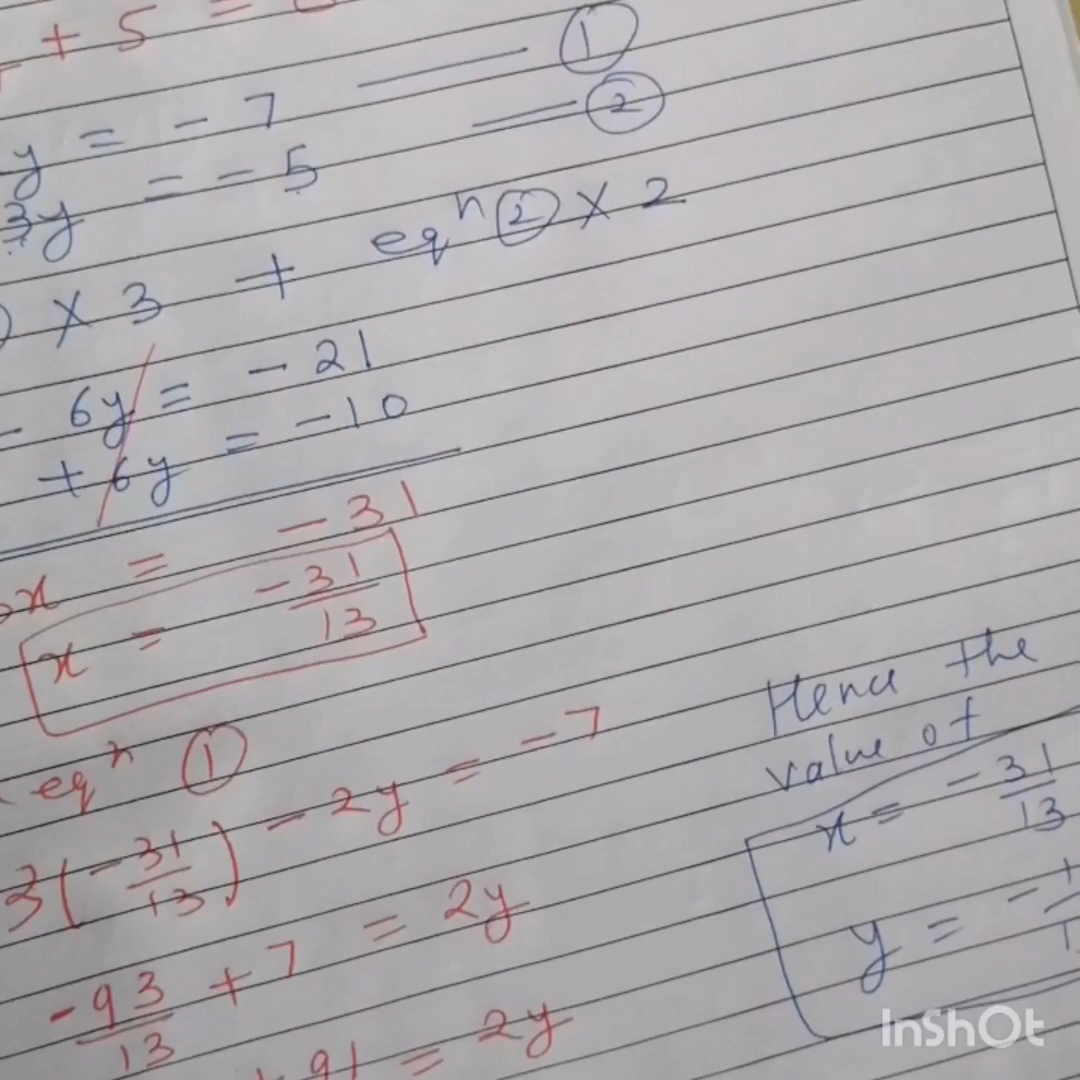 + 5 =
y = - 7 ——— ①
3y = - 5 —— ②
) × 3 + eqⁿ ② × 2
- 6y = - 21
+ 6y = - 10
x = - 31
x = - 31/13
eqⁿ ①
3(- 31/13) - 2y = - 7
- 93/13 + 7 = 2y
+ 91 = 2y
Hence the
value of
x = - 31/13
y = -
InShOt